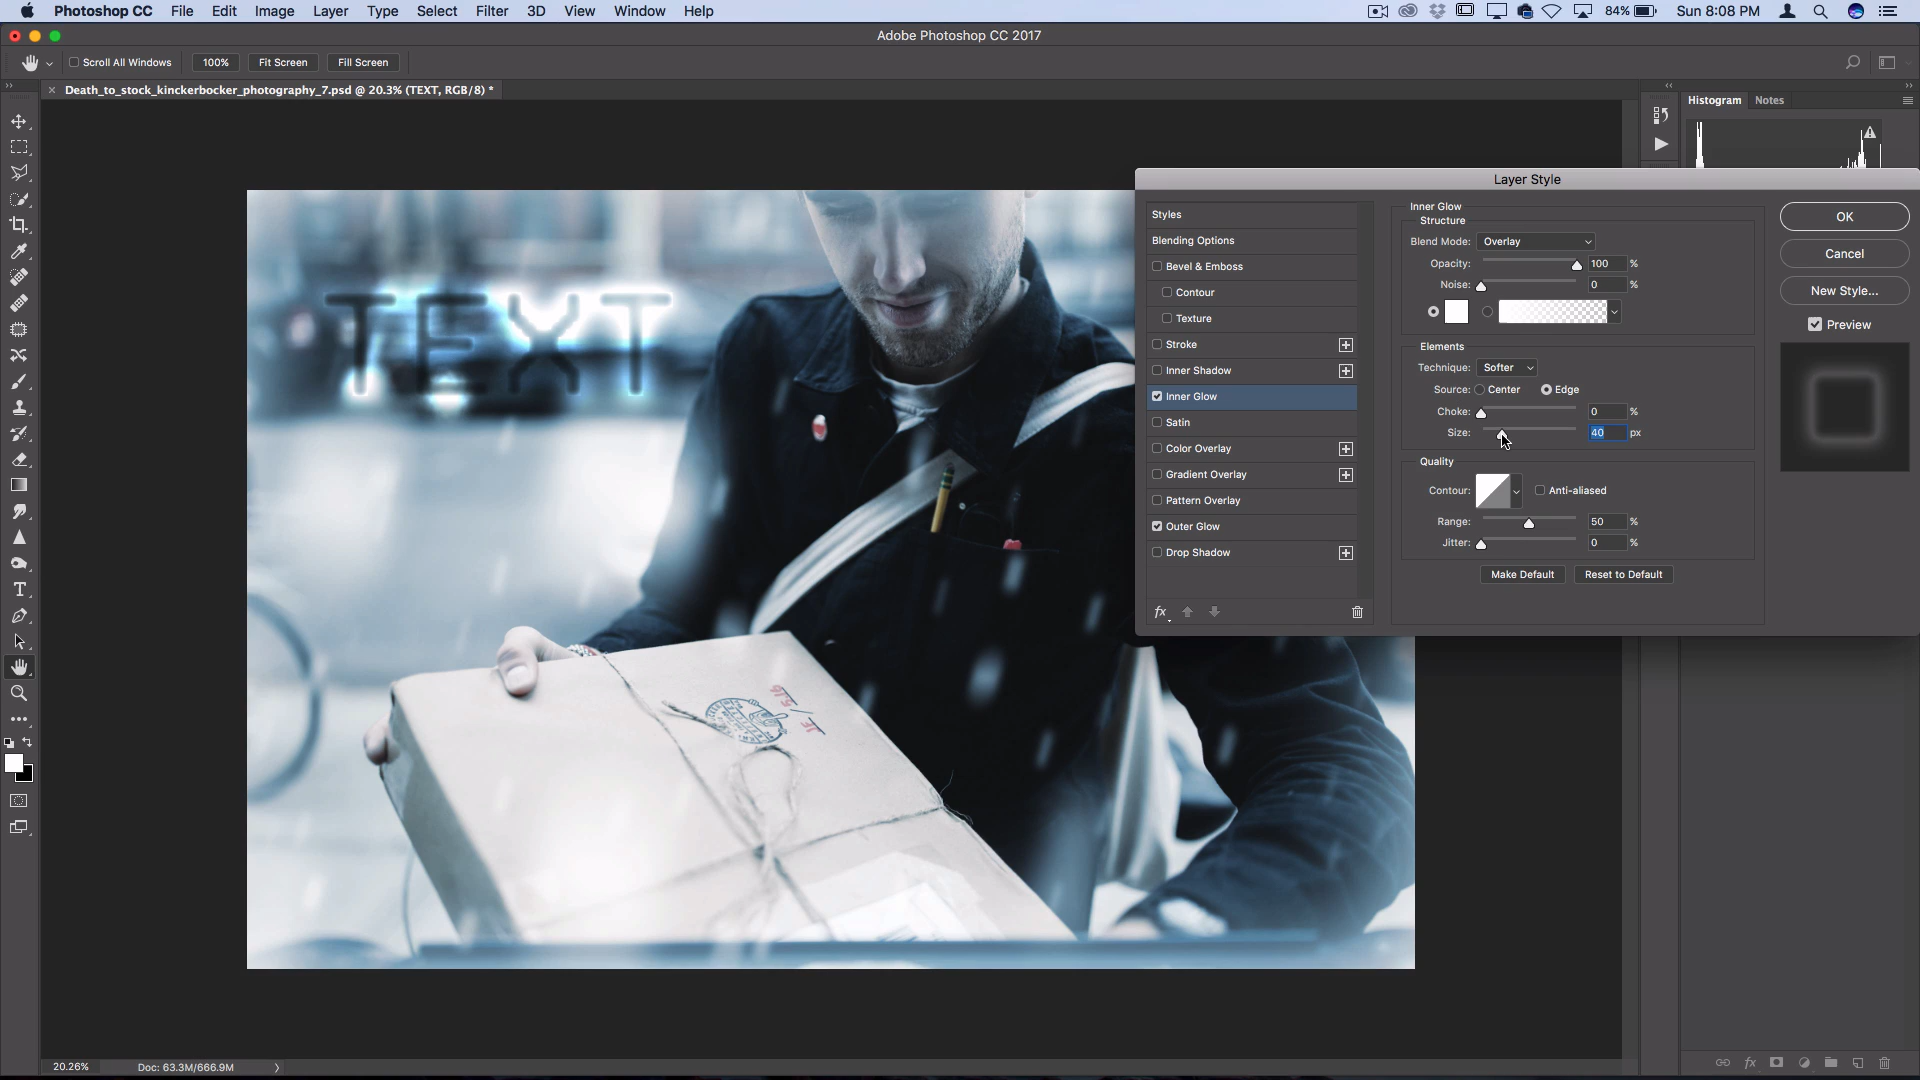 Photoshop CC File Edit Image Layer Type Select Filter 3D View Window Help 84% Sun 8:08 PM
Adobe Photoshop CC 2017
Scroll All Windows 100% Fit Screen Fill Screen
Death_to_stock_kinckerbocker_photography_7.psd @ 20.3% (TEXT, RGB/8) *
Histogram Notes
TEXT
Layer Style
Styles
Blending Options
Bevel & Emboss
Contour
Texture
Stroke
Inner Shadow
Inner Glow
Satin
Color Overlay
Gradient Overlay
Pattern Overlay
Outer Glow
Drop Shadow
fx
Inner Glow
Structure
Blend Mode: Overlay
Opacity: 100 %
Noise: 0 %
Elements
Technique: Softer
Source: Center Edge
Choke: 0 %
Size: 40 px
Quality
Contour: Anti-aliased
Range: 50 %
Jitter: 0 %
Make Default Reset to Default
OK
Cancel
New Style...
Preview
20.26% Doc: 63.3M/666.9M
fx